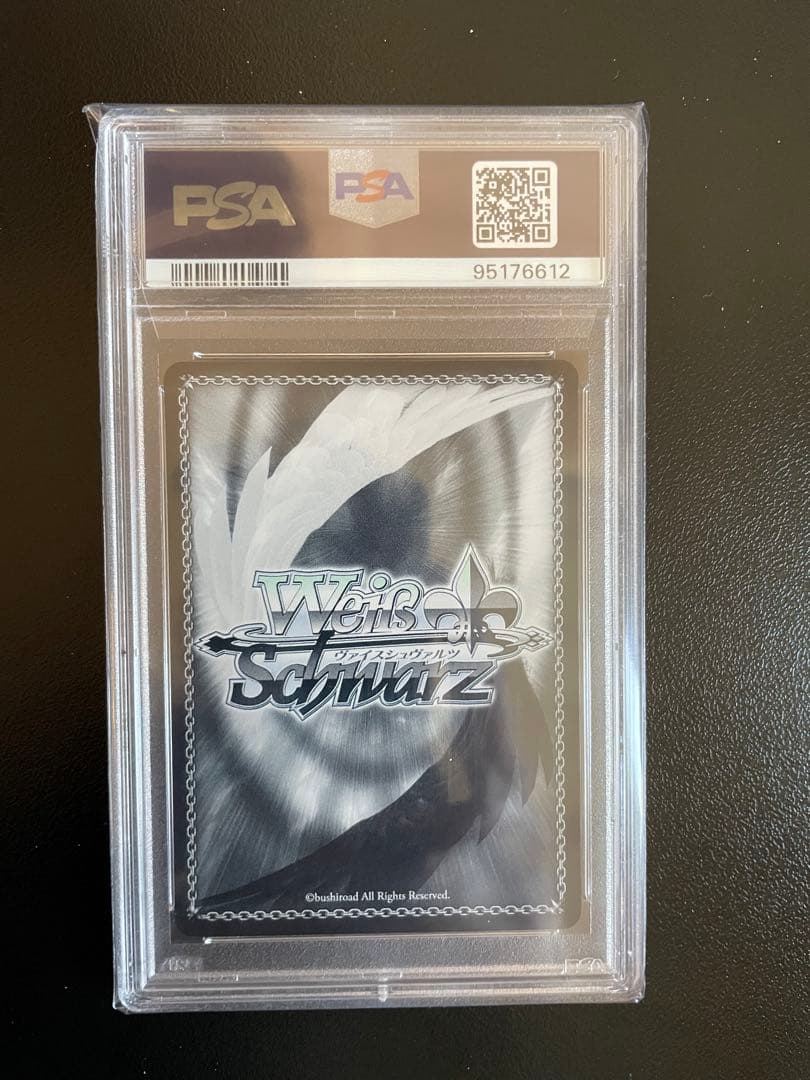 PSA
PSA
95176612
Weiß
ヴァイスシュヴァルツ
Schwarz
©bushiroad All Rights Reserved.
PSA